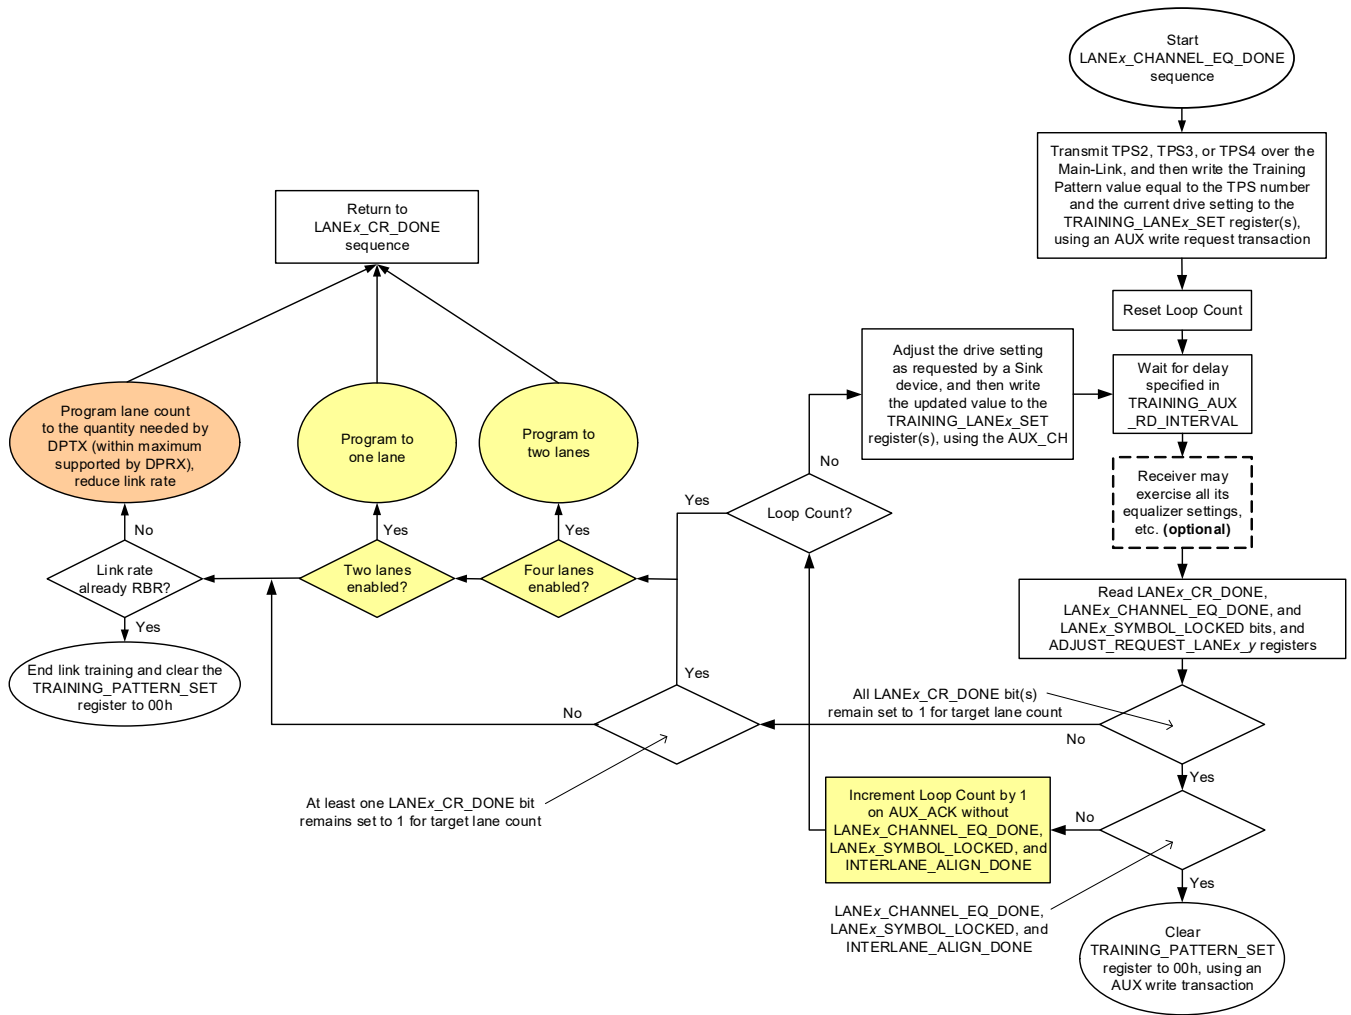 Start
LANEx_CHANNEL_EQ_DONE
sequence
Transmit TPS2, TPS3, or TPS4 over the
Main-Link, and then write the Training
Pattern value equal to the TPS number
and the current drive setting to the
TRAINING_LANEx_SET register(s),
using an AUX write request transaction
Reset Loop Count
Wait for delay
specified in
TRAINING_AUX
_RD_INTERVAL
Receiver may
exercise all its
equalizer settings,
etc. (optional)
Read LANEx_CR_DONE,
LANEx_CHANNEL_EQ_DONE, and
LANEx_SYMBOL_LOCKED bits, and
ADJUST_REQUEST_LANEx_y registers
All LANEx_CR_DONE bit(s)
remain set to 1 for target lane count
No
Yes
No
Yes
LANEx_CHANNEL_EQ_DONE,
LANEx_SYMBOL_LOCKED, and
INTERLANE_ALIGN_DONE
Clear
TRAINING_PATTERN_SET
register to 00h, using an
AUX write transaction
Increment Loop Count by 1
on AUX_ACK without
LANEx_CHANNEL_EQ_DONE,
LANEx_SYMBOL_LOCKED, and
INTERLANE_ALIGN_DONE
Loop Count?
No
Yes
Adjust the drive setting
as requested by a Sink
device, and then write
the updated value to the
TRAINING_LANEx_SET
register(s), using the AUX_CH
At least one LANEx_CR_DONE bit
remains set to 1 for target lane count
Yes
No
Four lanes
enabled?
Yes
Program to
two lanes
Two lanes
enabled?
Yes
Program to
one lane
Link rate
already RBR?
No
Program lane count
to the quantity needed by
DPTX (within maximum
supported by DPRX),
reduce link rate
Yes
End link training and clear the
TRAINING_PATTERN_SET
register to 00h
Return to
LANEx_CR_DONE
sequence